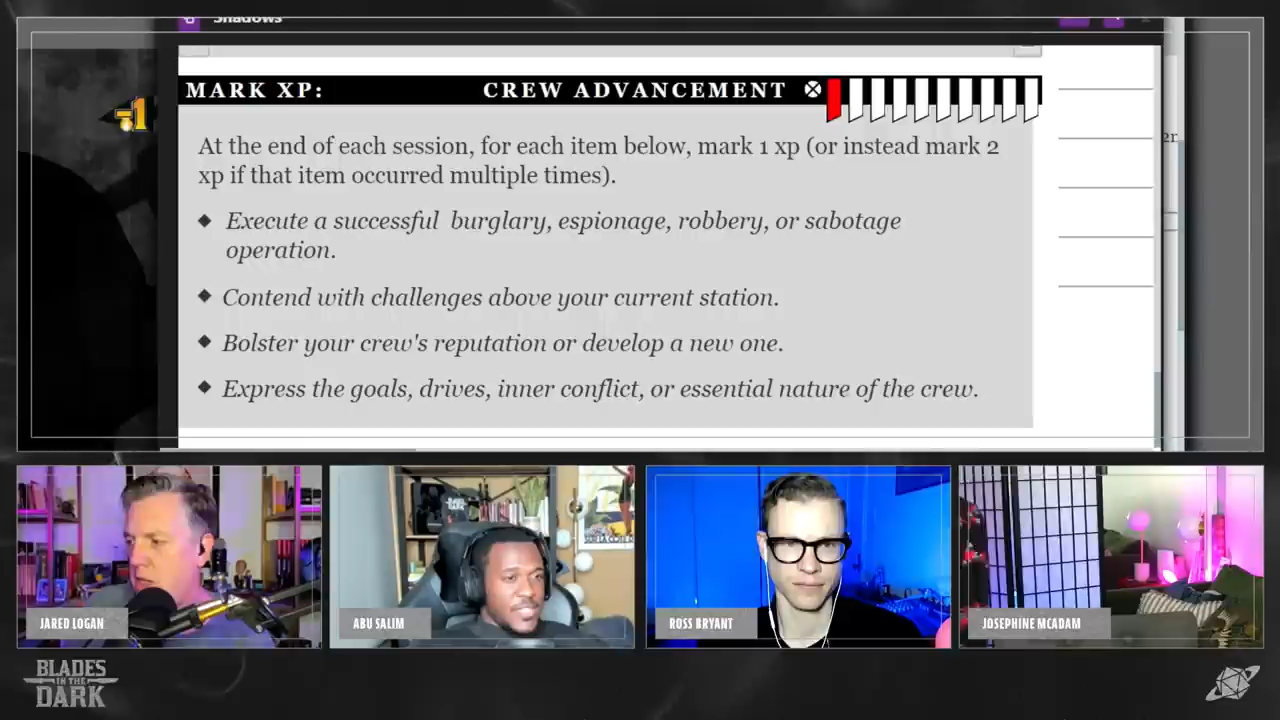 Shadows
-1
MARK XP: CREW ADVANCEMENT
At the end of each session, for each item below, mark 1 xp (or instead mark 2
xp if that item occurred multiple times).
Execute a successful burglary, espionage, robbery, or sabotage
operation.
Contend with challenges above your current station.
Bolster your crew's reputation or develop a new one.
Express the goals, drives, inner conflict, or essential nature of the crew.
JARED LOGAN
ABU SALIM
ROSS BRYANT
JOSEPHINE MCADAM
BLADES
IN THE
DARK